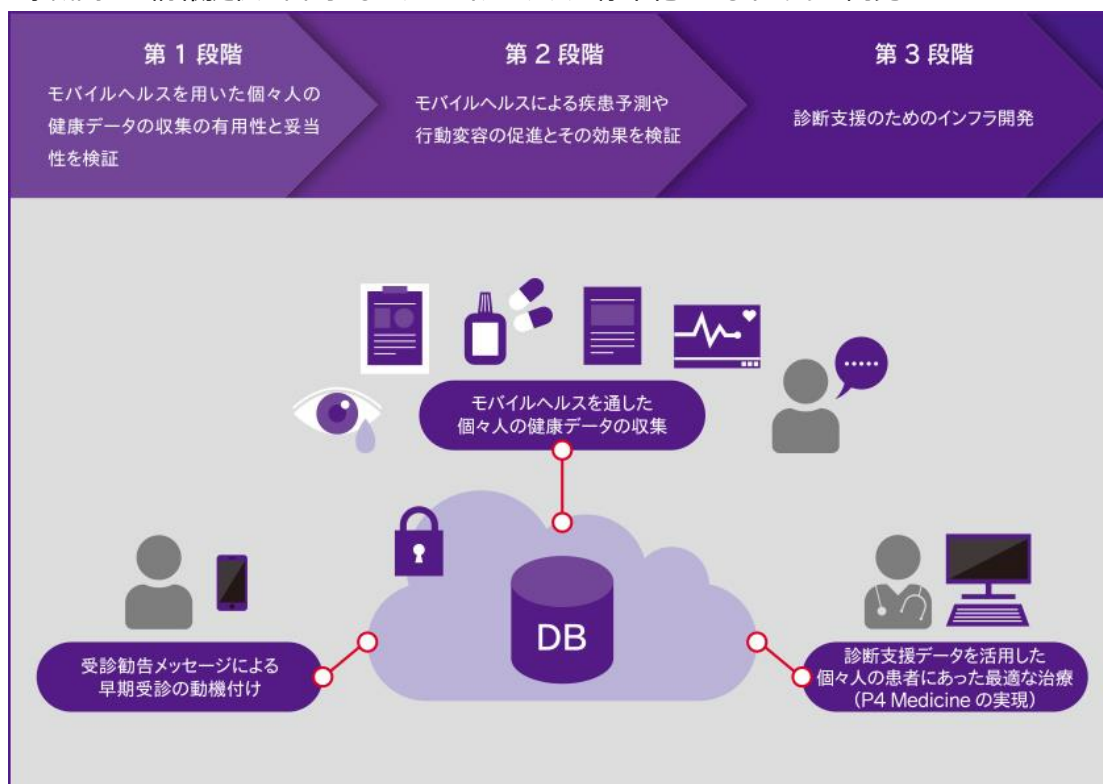 第 1 段階
モバイルヘルスを用いた個々人の
健康データの収集の有用性と妥当
性を検証
第 2 段階
モバイルヘルスによる疾患予測や
行動変容の促進とその効果を検証
第 3 段階
診断支援のためのインフラ開発
モバイルヘルスを通した
個々人の健康データの収集
DB
受診勧告メッセージによる
早期受診の動機付け
診断支援データを活用した
個々人の患者にあった最適な治療
（P4 Medicine の実現）